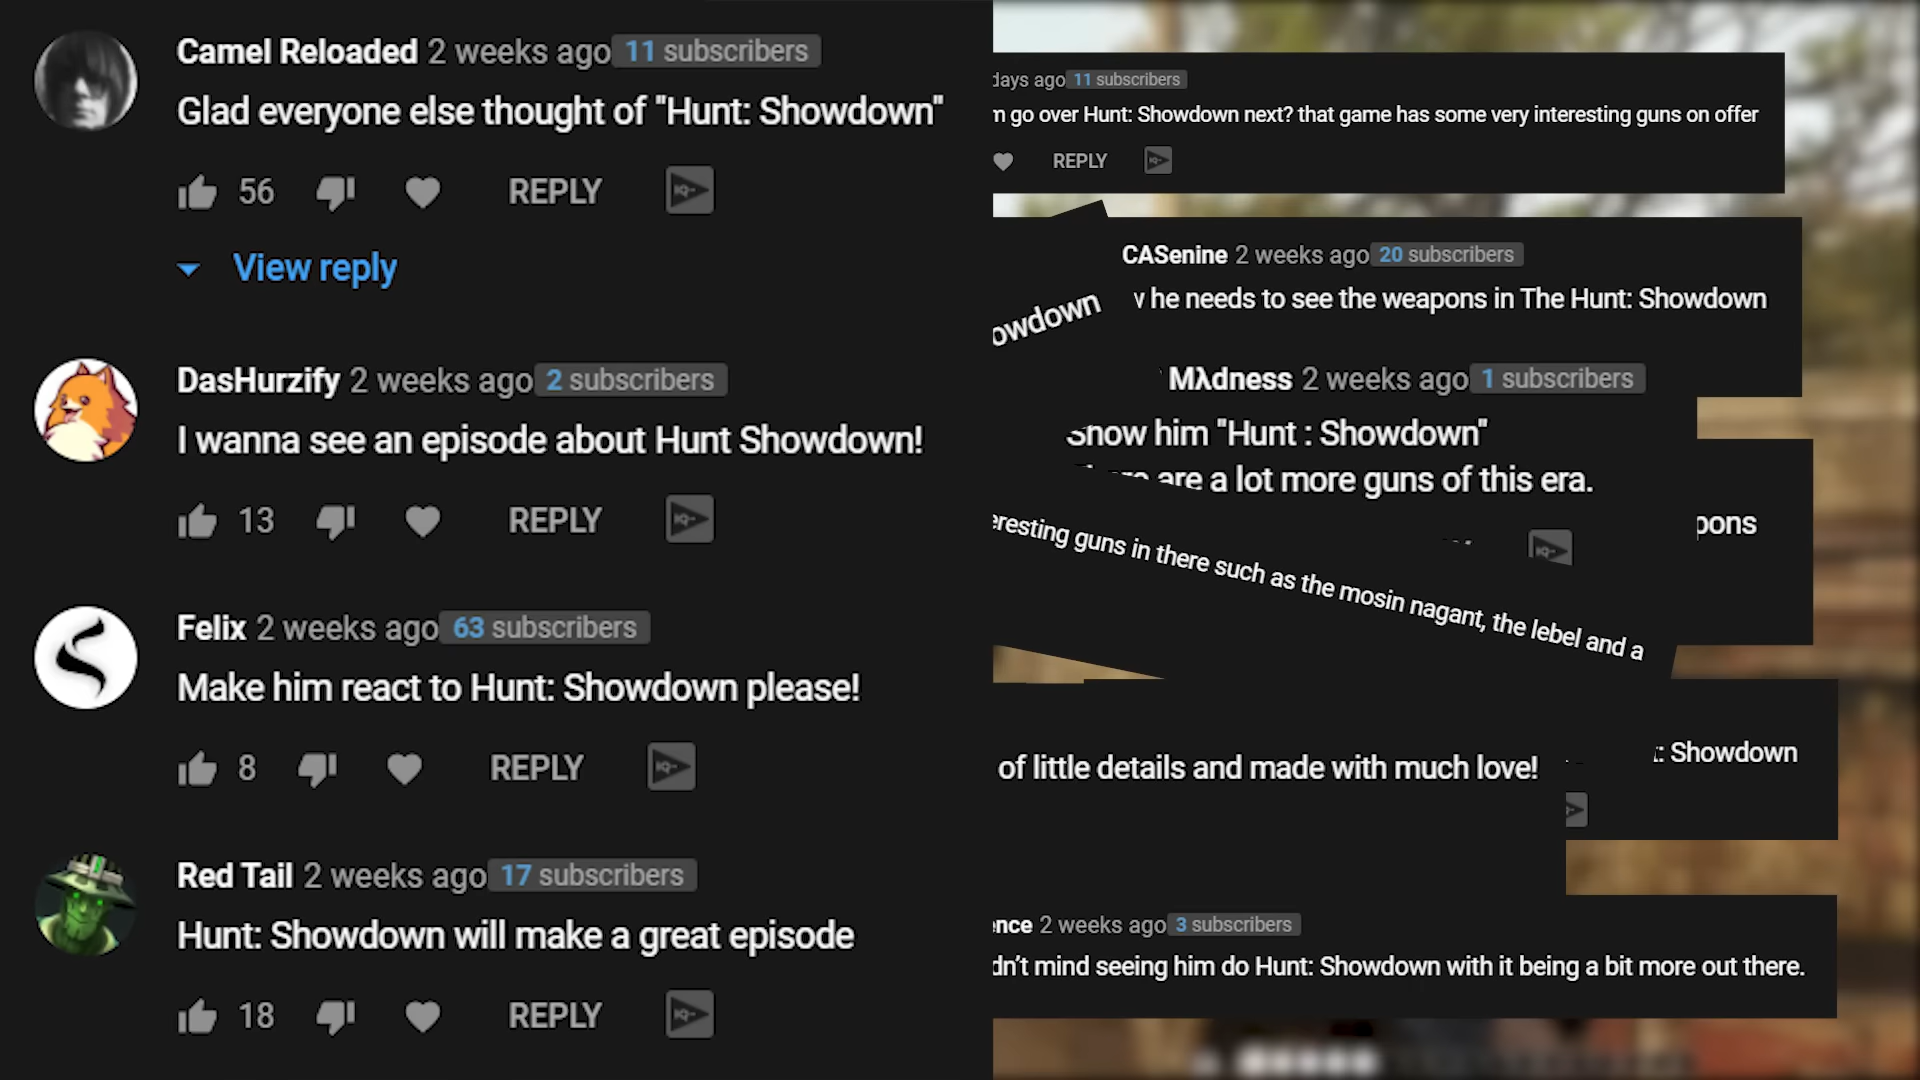 Camel Reloaded 2 weeks ago 11 subscribers
Glad everyone else thought of "Hunt: Showdown"
56 REPLY
View reply
DasHurzify 2 weeks ago 2 subscribers
I wanna see an episode about Hunt Showdown!
13 REPLY
Felix 2 weeks ago 63 subscribers
Make him react to Hunt: Showdown please!
8 REPLY
Red Tail 2 weeks ago 17 subscribers
Hunt: Showdown will make a great episode
18 REPLY
days ago 11 subscribers
go over Hunt: Showdown next? that game has some very interesting guns on offer
REPLY
CASenine 2 weeks ago 20 subscribers
he needs to see the weapons in The Hunt: Showdown
owdown
Mλdness 2 weeks ago 1 subscribers
Show him "Hunt : Showdown"
are a lot more guns of this era.
pons
eresting guns in there such as the mosin nagant, the lebel and a
: Showdown
of little details and made with much love!
ence 2 weeks ago 3 subscribers
dn't mind seeing him do Hunt: Showdown with it being a bit more out there.